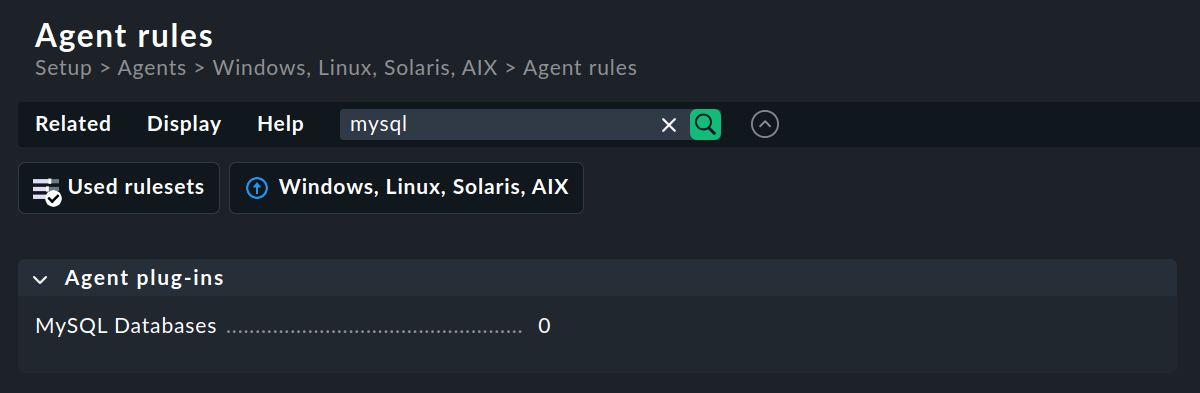 Agent rules
Setup > Agents > Windows, Linux, Solaris, AIX > Agent rules
Related Display Help mysql
Used rulesets Windows, Linux, Solaris, AIX
Agent plug-ins
MySQL Databases ................................................... 0